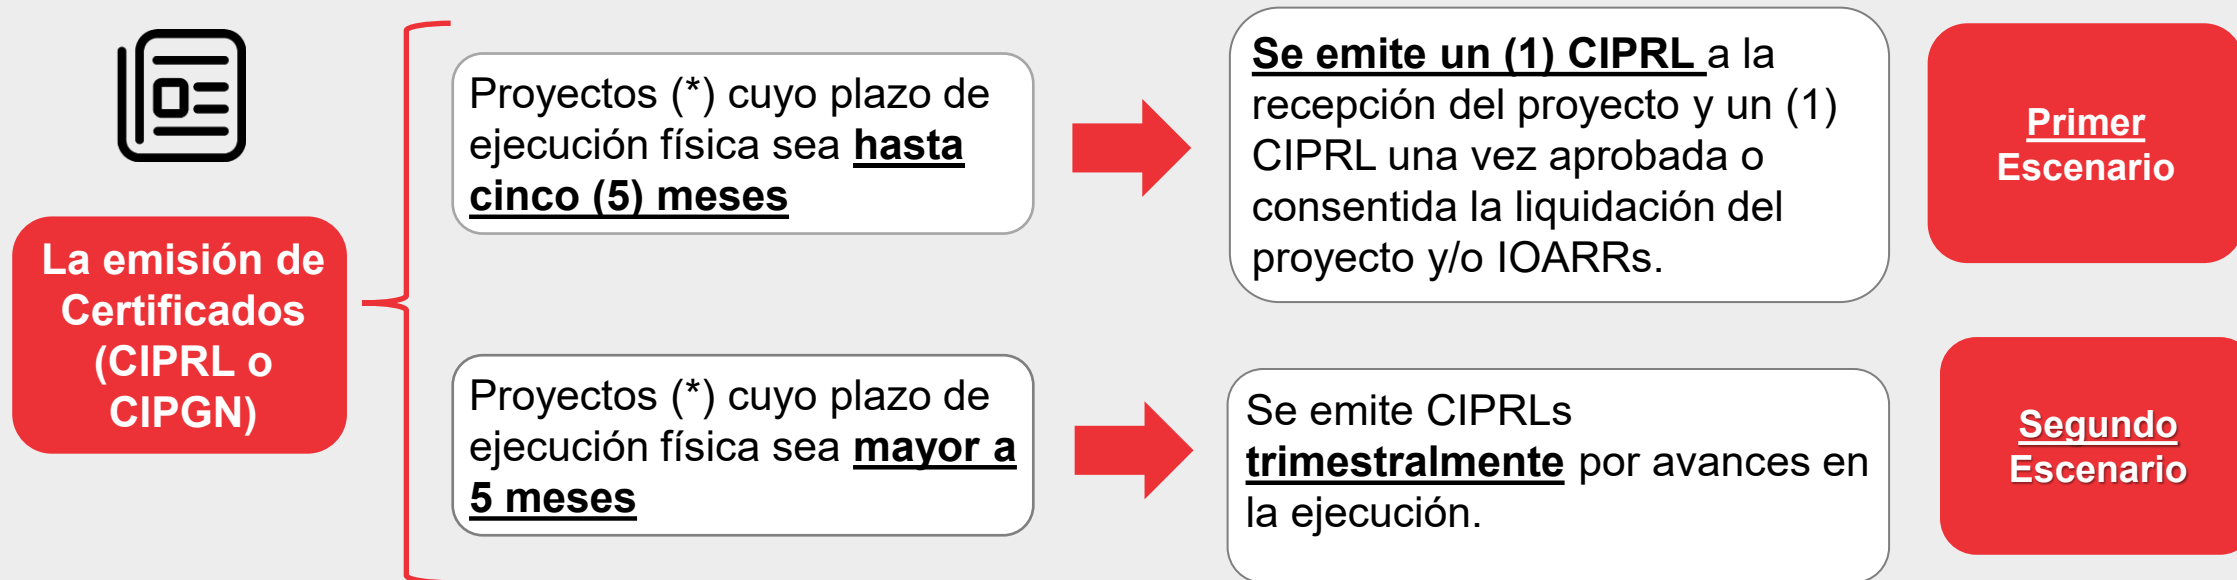 La emisión de
Certificados
(CIPRL o
CIPGN)
Proyectos (*) cuyo plazo de
ejecución física sea hasta
cinco (5) meses
Se emite un (1) CIPRL a la
recepción del proyecto y un (1)
CIPRL una vez aprobada o
consentida la liquidación del
proyecto y/o IOARRs.
Primer
Escenario
Proyectos (*) cuyo plazo de
ejecución física sea mayor a
5 meses
Se emite CIPRLs
trimestralmente por avances en
la ejecución.
Segundo
Escenario